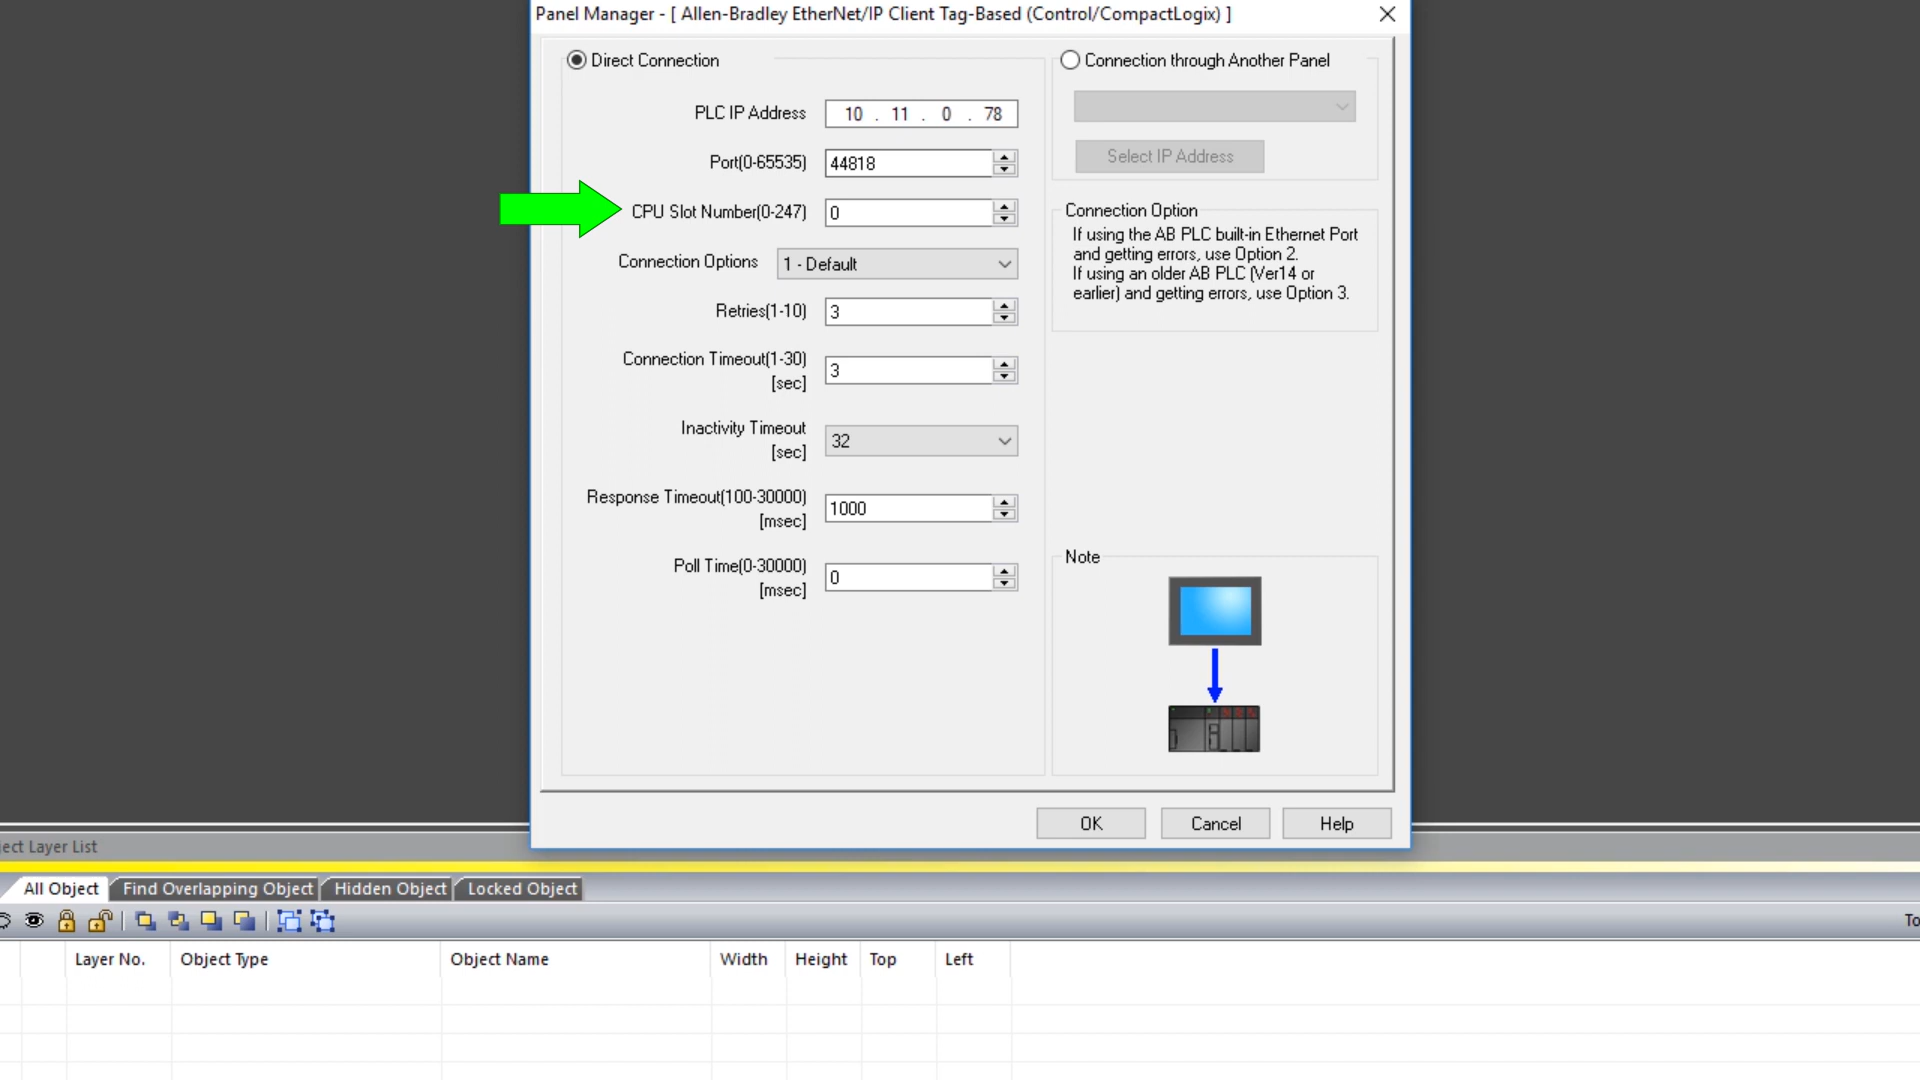 Panel Manager - [ Allen-Bradley EtherNet/IP Client Tag-Based (Control/CompactLogix) ]
Direct Connection
PLC IP Address
10 . 11 . 0 . 78
Port(0-65535)
44818
CPU Slot Number(0-247)
0
Connection Options
1 - Default
Retries(1-10)
3
Connection Timeout(1-30)
[sec]
3
Inactivity Timeout
[sec]
32
Response Timeout(100-30000)
[msec]
1000
Poll Time(0-30000)
[msec]
0
Connection through Another Panel
Select IP Address
Connection Option
If using the AB PLC built-in Ethernet Port
and getting errors, use Option 2.
If using an older AB PLC (Ver14 or
earlier) and getting errors, use Option 3.
Note
OK
Cancel
Help
ect Layer List
All Object
Find Overlapping Object
Hidden Object
Locked Object
To
Layer No.
Object Type
Object Name
Width
Height
Top
Left